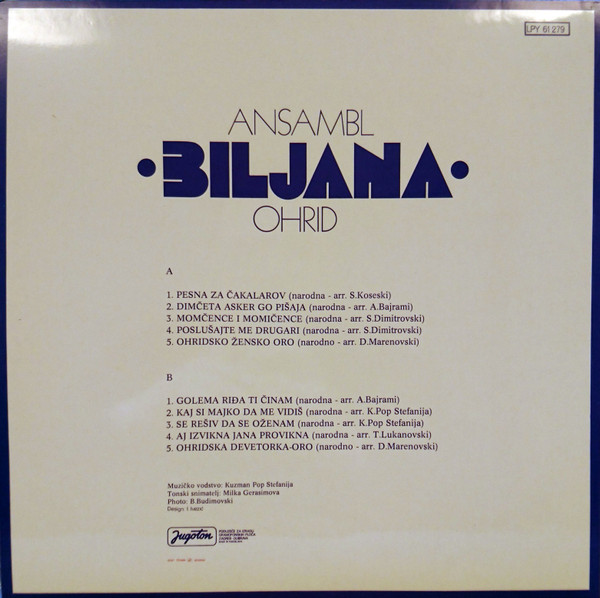 LPY 61 279
ANSAMBL
•BILJANA•
OHRID
A
1. PESNA ZA ČAKALAROV (narodna - arr. S.Koseski)
2. DIMČETA ASKER GO PIŠAJA (narodna - arr. A.Bajrami)
3. MOMČENCE I MOMIČENCE (narodna - arr. S.Dimitrovski)
4. POSLUŠAJTE ME DRUGARI (narodna - arr. S.Dimitrovski)
5. OHRIDSKO ŽENSKO ORO (narodno - arr. D.Marenovski)
B
1. GOLEMA RIĐA TI ČINAM (narodna - arr. A.Bajrami)
2. KAJ SI MAJKO DA ME VIDIŠ (narodna - arr. K.Pop Stefanija)
3. SE REŠIV DA SE OŽENAM (narodna - arr. K.Pop Stefanija)
4. AJ IZVIKNA JANA PROVIKNA (narodna - arr. T.Lukanovski)
5. OHRIDSKA DEVETORKA-ORO (narodno - arr. D.Marenovski)
Muzičko vodstvo: Kuzman Pop Stefanija
Tonski snimatelj: Milka Gerasimova
Photo: B.Budimovski
Design: I. Ivezić
Jugoton